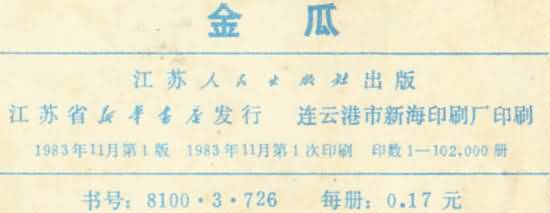 金 瓜
江苏人民出版社出版
江苏省新华书店发行 连云港市新海印刷厂印刷
1983年11月第1版 1983年11月第1次印刷 印数1—102,000册
书号：8100·3·726 每册：0.17元